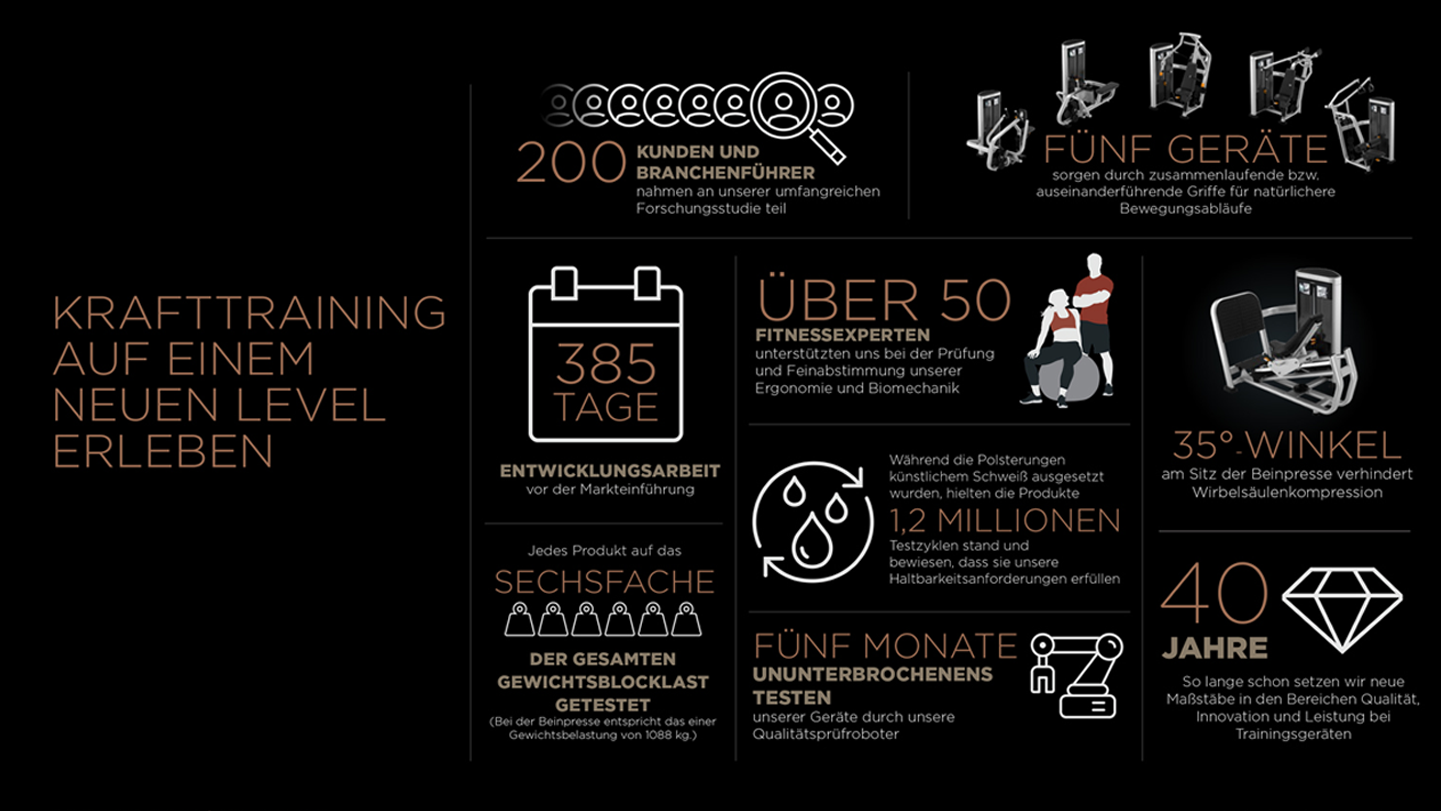 KRAFTTRAINING
AUF EINEM
NEUEN LEVEL
ERLEBEN
200
KUNDEN UND
BRANCHENFÜHRER
nahmen an unserer umfangreichen
Forschungsstudie teil
FÜNF GERÄTE
sorgen durch zusammenlaufende bzw.
auseinanderführende Griffe für natürlichere
Bewegungsabläufe
385
TAGE
ENTWICKLUNGSARBEIT
vor der Markteinführung
Jedes Produkt auf das
SECHSFACHE
DER GESAMTEN
GEWICHTSBLOCKLAST
GETESTET
(Bei der Beinpresse entspricht das einer
Gewichtsbelastung von 1088 kg.)
ÜBER 50
FITNESSEXPERTEN
unterstützten uns bei der Prüfung
und Feinabstimmung unserer
Ergonomie und Biomechanik
Während die Polsterungen
künstlichem Schweiß ausgesetzt
wurden, hielten die Produkte
1,2 MILLIONEN
Testzyklen stand und
bewiesen, dass sie unsere
Haltbarkeitsanforderungen erfüllen
FÜNF MONATE
UNUNTERBROCHENENS
TESTEN
unserer Geräte durch unsere
Qualitätsprüfroboter
35°-WINKEL
am Sitz der Beinpresse verhindert
Wirbelsäulenkompression
40
JAHRE
So lange schon setzen wir neue
Maßstäbe in den Bereichen Qualität,
Innovation und Leistung bei
Trainingsgeräten